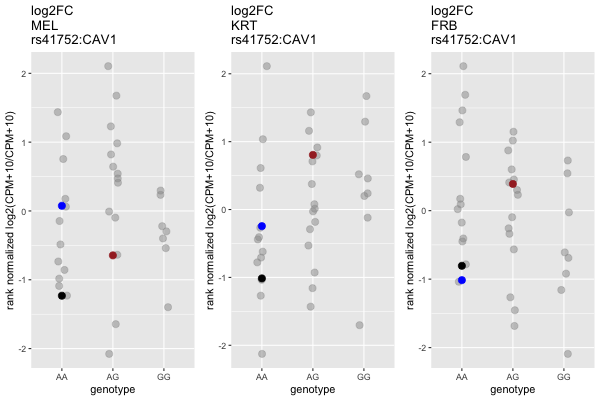 log2FC
MEL
rs41752:CAV1
rank normalized log2(CPM+10/CPM+10)
2
1
0
-1
-2
AA
AG
GG
genotype
log2FC
KRT
rs41752:CAV1
rank normalized log2(CPM+10/CPM+10)
2
1
0
-1
-2
AA
AG
GG
genotype
log2FC
FRB
rs41752:CAV1
rank normalized log2(CPM+10/CPM+10)
2
1
0
-1
-2
AA
AG
GG
genotype